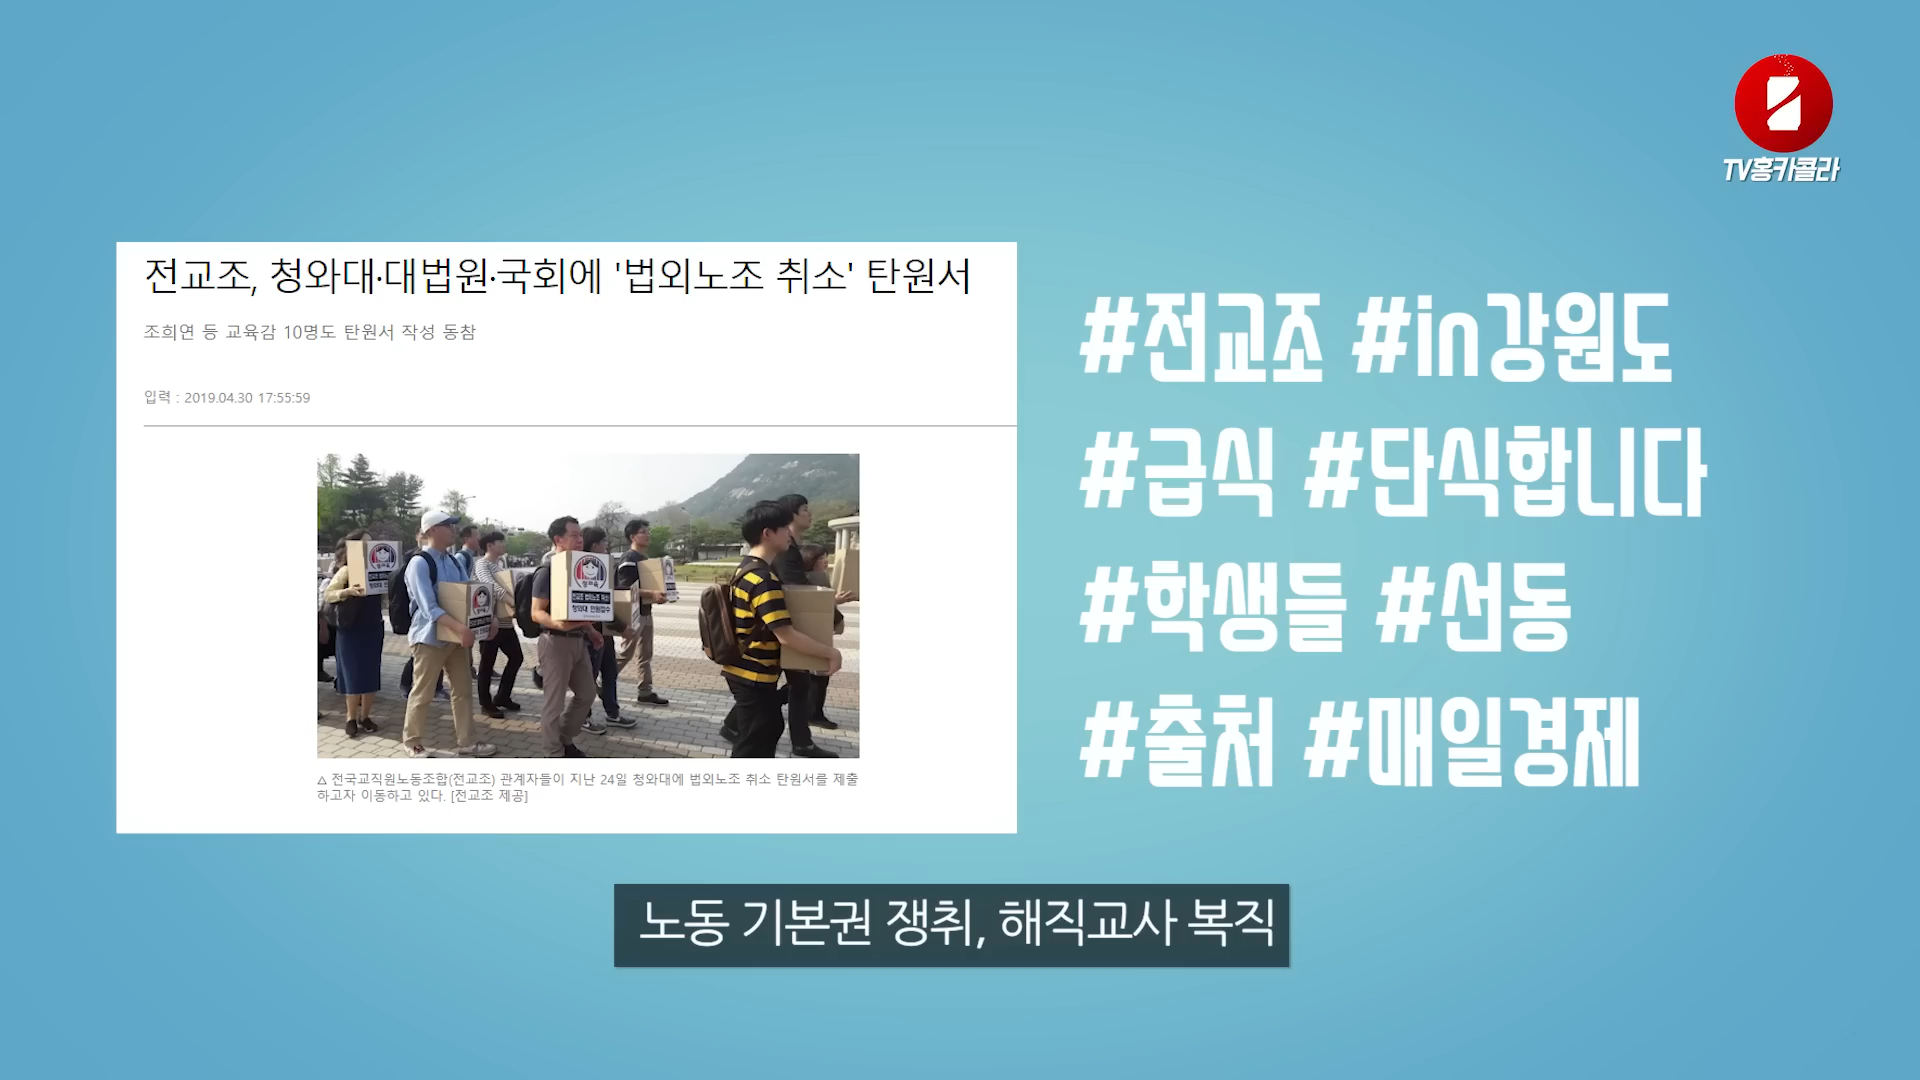 TV홍카콜라
전교조, 청와대·대법원·국회에 '법외노조 취소' 탄원서
조희연 등 교육감 10명도 탄원서 작성 동참
입력 : 2019.04.30 17:55:59
△ 전국교직원노동조합(전교조) 관계자들이 지난 24일 청와대에 법외노조 취소 탄원서를 제출
하고자 이동하고 있다. [전교조 제공]
#전교조 #in강원도
#급식 #단식합니다
#학생들 #선동
#출처 #매일경제
노동 기본권 쟁취, 해직교사 복직